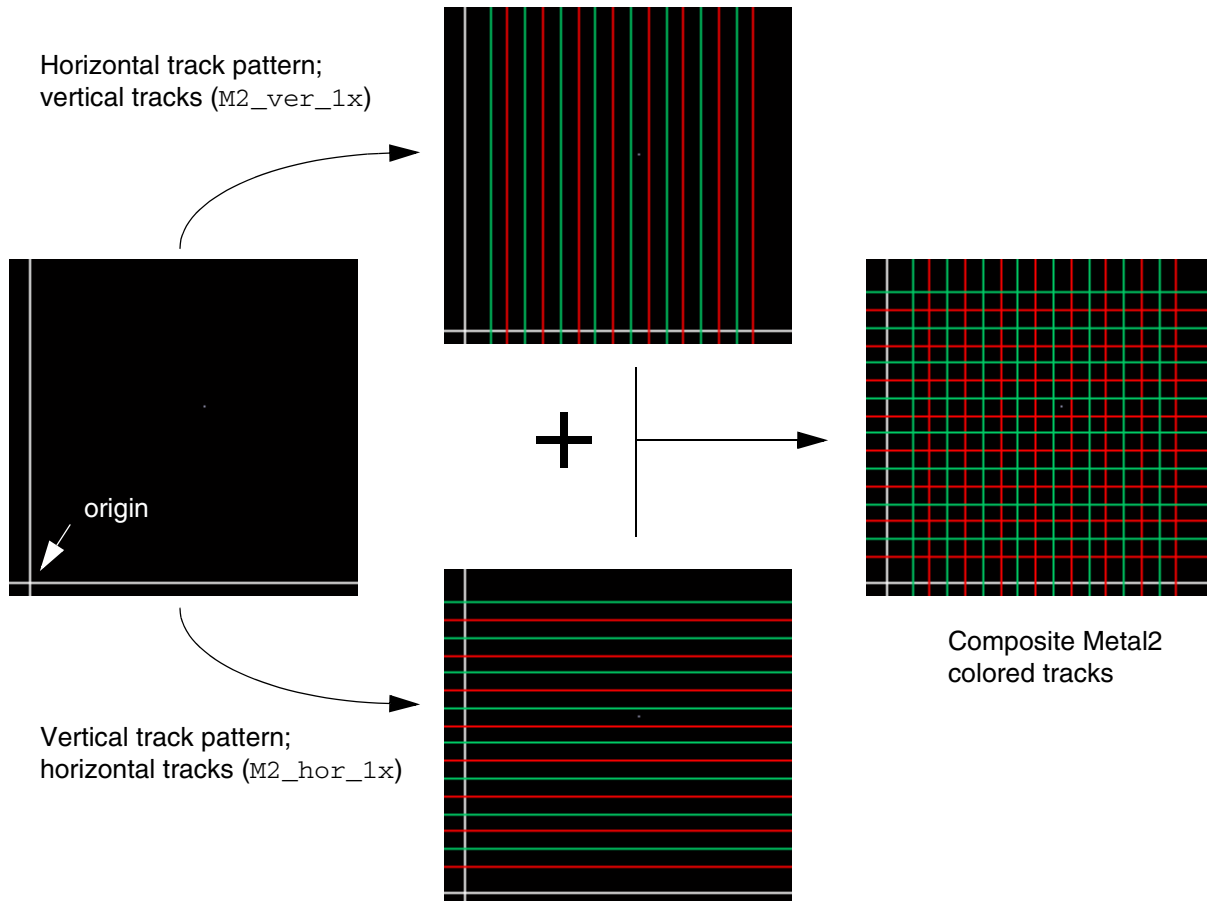 Horizontal track pattern;
vertical tracks (M2_ver_1x)
origin
Composite Metal2
colored tracks
Vertical track pattern;
horizontal tracks (M2_hor_1x)